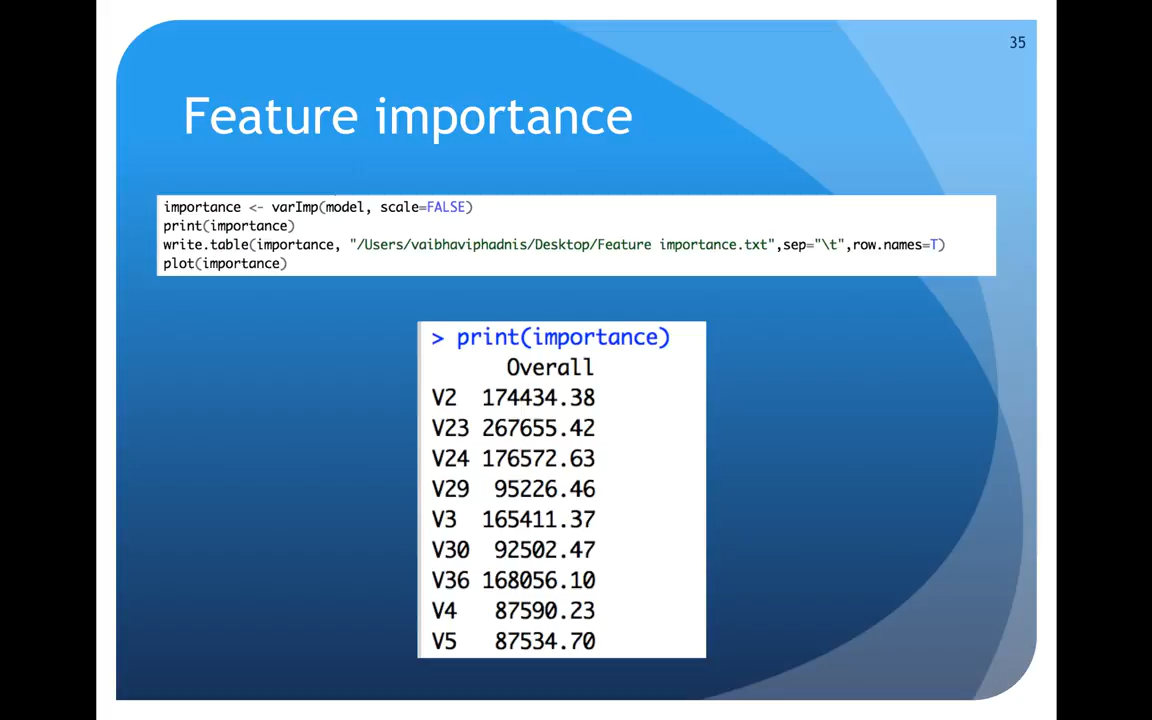 35
Feature importance
importance <- varImp(model, scale=FALSE)
print(importance)
write.table(importance, "/Users/vaibhaviphadnis/Desktop/Feature importance.txt",sep="\t",row.names=T)
plot(importance)
> print(importance)
Overall
V2 174434.38
V23 267655.42
V24 176572.63
V29 95226.46
V3 165411.37
V30 92502.47
V36 168056.10
V4 87590.23
V5 87534.70